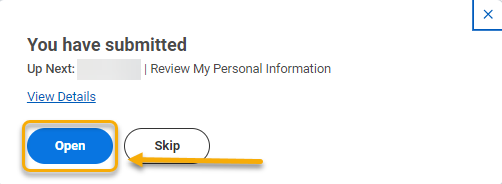 You have submitted
Up Next: | Review My Personal Information
View Details
Open Skip